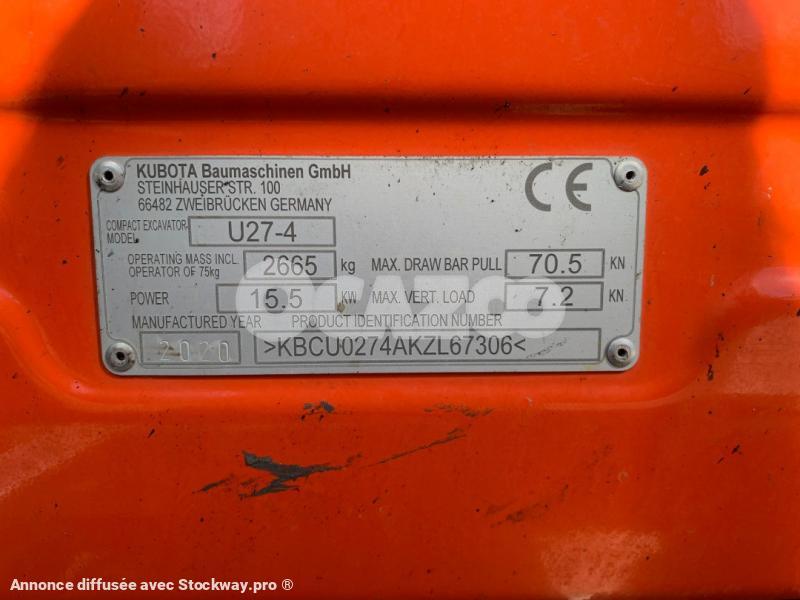 KUBOTA Baumaschinen GmbH
STEINHAUSER STR. 100
66482 ZWEIBRÜCKEN GERMANY
CE
COMPACT EXCAVATOR
MODEL U27-4
OPERATING MASS INCL.
OPERATOR OF 75kg 2665 kg MAX. DRAW BAR PULL 70.5 KN
POWER 15.5 KW MAX. VERT. LOAD 7.2 KN
OCAZOO
MANUFACTURED YEAR PRODUCT IDENTIFICATION NUMBER
2020 >KBCU0274AKZL67306<
Annonce diffusée avec Stockway.pro ®